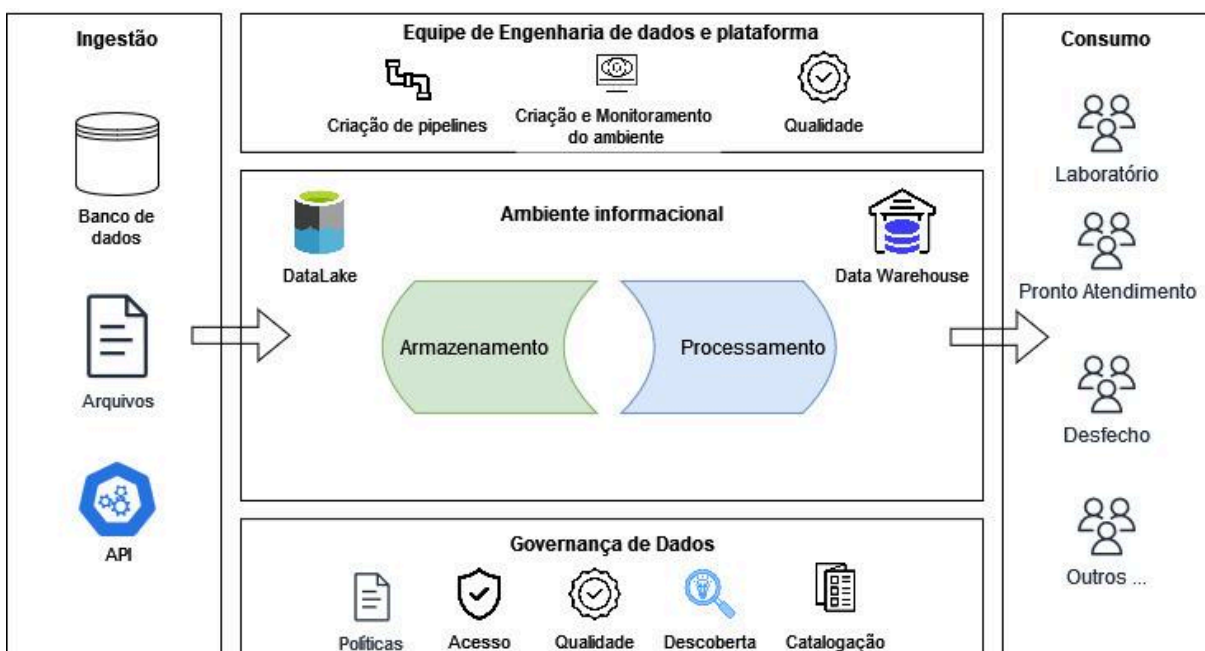 Ingestão
Banco de
dados
Arquivos
API
Equipe de Engenharia de dados e plataforma
Criação de pipelines
Criação e Monitoramento
do ambiente
Qualidade
Ambiente informacional
DataLake
Data Warehouse
Armazenamento
Processamento
Governança de Dados
Políticas
Acesso
Qualidade
Descoberta
Catalogação
Consumo
Laboratório
Pronto Atendimento
Desfecho
Outros ...